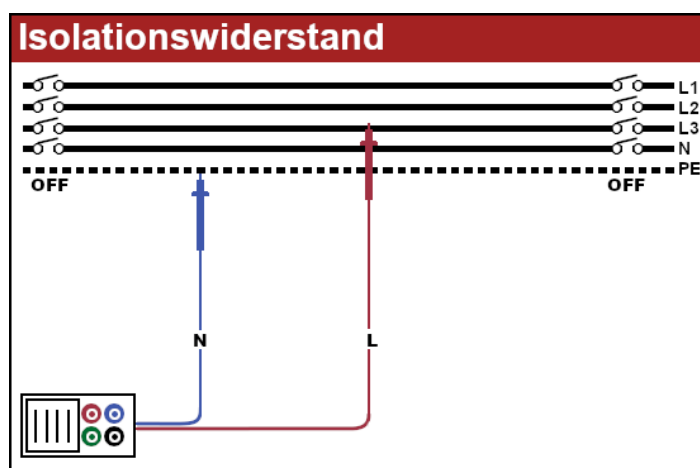 Isolationswiderstand
L1
L2
L3
N
PE
OFF OFF
N L